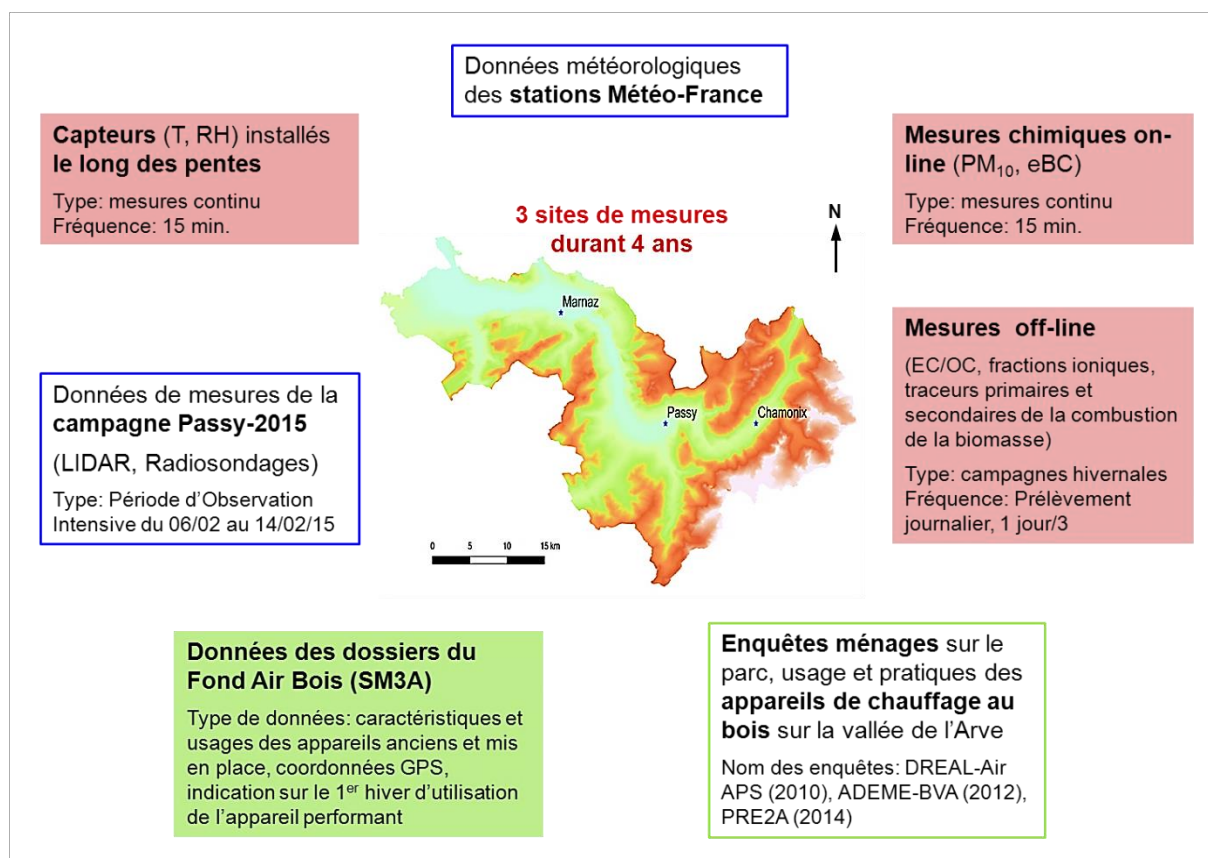 Données météorologiques
des stations Météo-France
Capteurs (T, RH) installés
le long des pentes
Type: mesures continu
Fréquence: 15 min.
Mesures chimiques on-
line (PM₁₀, eBC)
Type: mesures continu
Fréquence: 15 min.
3 sites de mesures
durant 4 ans
N
Marnaz
Passy
Chamonix
0 5 10 15 km
Données de mesures de la
campagne Passy-2015
(LIDAR, Radiosondages)
Type: Période d’Observation
Intensive du 06/02 au 14/02/15
Mesures off-line
(EC/OC, fractions ioniques,
traceurs primaires et
secondaires de la combustion
de la biomasse)
Type: campagnes hivernales
Fréquence: Prélèvement
journalier, 1 jour/3
Données des dossiers du
Fond Air Bois (SM3A)
Type de données: caractéristiques et
usages des appareils anciens et mis
en place, coordonnées GPS,
indication sur le 1er hiver d’utilisation
de l’appareil performant
Enquêtes ménages sur le
parc, usage et pratiques des
appareils de chauffage au
bois sur la vallée de l’Arve
Nom des enquêtes: DREAL-Air
APS (2010), ADEME-BVA (2012),
PRE2A (2014)